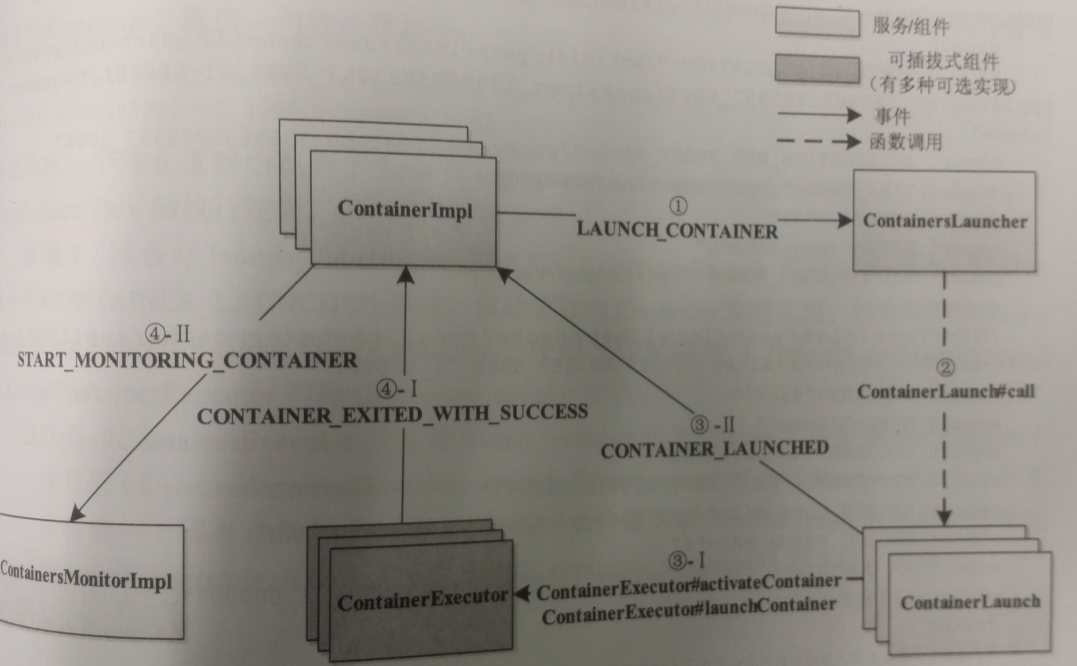 服务/组件
可插拔式组件
(有多种可选实现)
事件
函数调用
ContainerImpl
①
LAUNCH_CONTAINER
ContainersLauncher
④-Ⅱ
START_MONITORING_CONTAINER
④-Ⅰ
CONTAINER_EXITED_WITH_SUCCESS
②
ContainerLaunch#call
③-Ⅱ
CONTAINER_LAUNCHED
ContainersMonitorImpl
ContainerExecutor
③-Ⅰ
ContainerExecutor#activateContainer
ContainerExecutor#launchContainer
ContainerLaunch